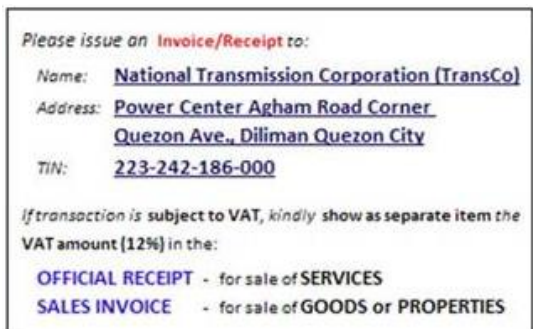 Please issue an Invoice/Receipt to:
Name: National Transmission Corporation (TransCo)
Address: Power Center Agham Road Corner
Quezon Ave., Diliman Quezon City
TIN: 223-242-186-000
If transaction is subject to VAT, kindly show as separate item the
VAT amount (12%) in the:
OFFICIAL RECEIPT - for sale of SERVICES
SALES INVOICE - for sale of GOODS or PROPERTIES